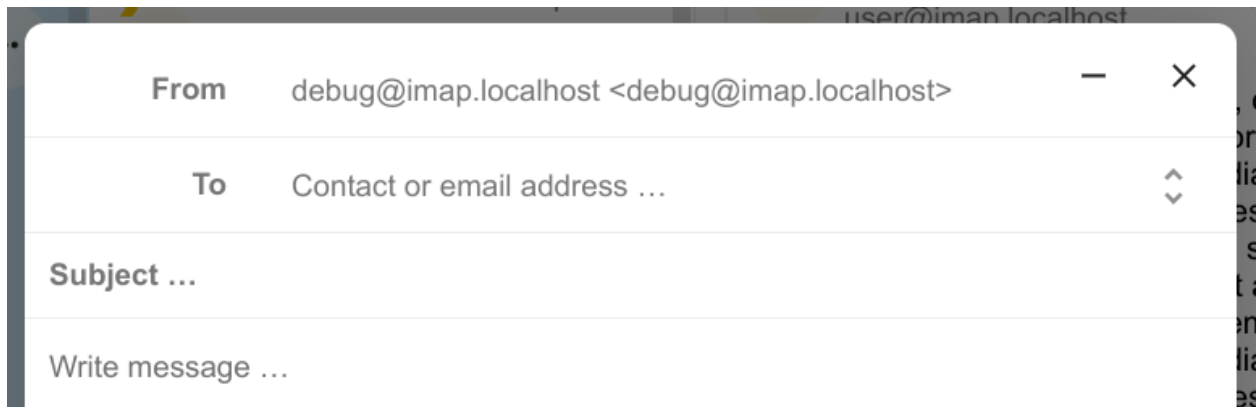 user@imap.localhost
From debug@imap.localhost <debug@imap.localhost>
To Contact or email address …
Subject …
Write message …